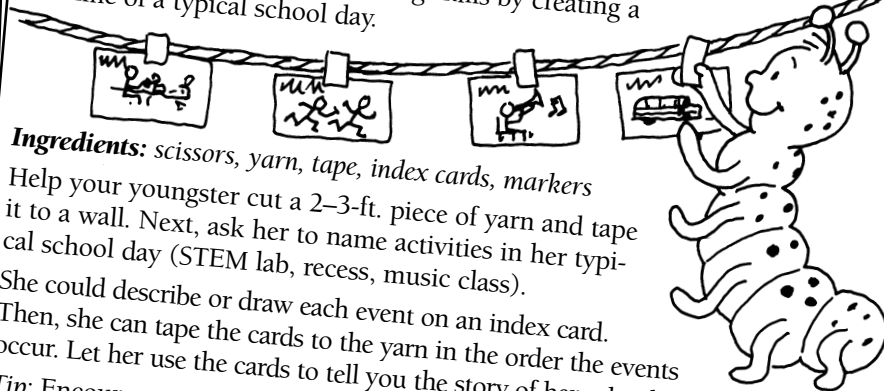 by creating a
of a typical school day.
Ingredients: scissors, yarn, tape, index cards, markers
Help your youngster cut a 2–3-ft. piece of yarn and tape
it to a wall. Next, ask her to name activities in her typi-
cal school day (STEM lab, recess, music class).
She could describe or draw each event on an index card.
Then, she can tape the cards to the yarn in the order the events
occur. Let her use the cards to tell you the story of her
Tip: